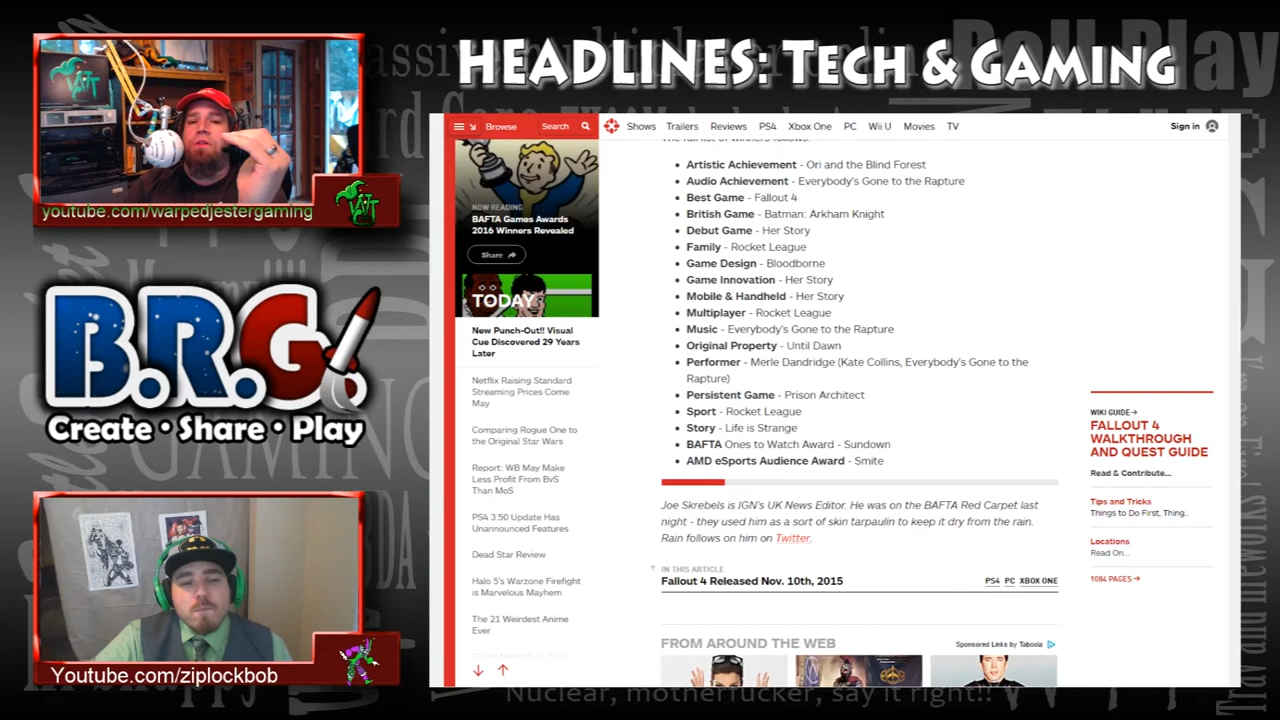 HEADLINES: TECH & GAMING
youtube.com/warpedjestergaming
B.R.G!
Create • Share • Play
Youtube.com/ziplockbob
Browse
Search
Shows Trailers Reviews PS4 Xbox One PC Wii U Movies TV
Sign in
NOW READING
BAFTA Games Awards
2016 Winners Revealed
Share
TODAY
New Punch-Out!! Visual
Cue Discovered 29 Years
Later
Netflix Raising Standard
Streaming Prices Come
May
Comparing Rogue One to
the Original Star Wars
Report: WB May Make
Less Profit From BvS
Than MoS
PS4 3.50 Update Has
Unannounced Features
Dead Star Review
Halo 5's Warzone Firefight
is Marvelous Mayhem
The 21 Weirdest Anime
Ever
• Artistic Achievement - Ori and the Blind Forest
• Audio Achievement - Everybody's Gone to the Rapture
• Best Game - Fallout 4
• British Game - Batman: Arkham Knight
• Debut Game - Her Story
• Family - Rocket League
• Game Design - Bloodborne
• Game Innovation - Her Story
• Mobile & Handheld - Her Story
• Multiplayer - Rocket League
• Music - Everybody's Gone to the Rapture
• Original Property - Until Dawn
• Performer - Merle Dandridge (Kate Collins, Everybody's Gone to the
Rapture)
• Persistent Game - Prison Architect
• Sport - Rocket League
• Story - Life is Strange
• BAFTA Ones to Watch Award - Sundown
• AMD eSports Audience Award - Smite
Joe Skrebels is IGN's UK News Editor. He was on the BAFTA Red Carpet last
night - they used him as a sort of skin tarpaulin to keep it dry from the rain.
Rain follows on him on Twitter.
IN THIS ARTICLE
Fallout 4 Released Nov. 10th, 2015
PS4 PC XBOX ONE
FROM AROUND THE WEB
Sponsored Links by Taboola
WIKI GUIDE→
FALLOUT 4
WALKTHROUGH
AND QUEST GUIDE
Read & Contribute...
Tips and Tricks
Things to Do First, Thing...
Locations
Read On...
1084 PAGES →
Nuclear, motherfucker, say it right!!